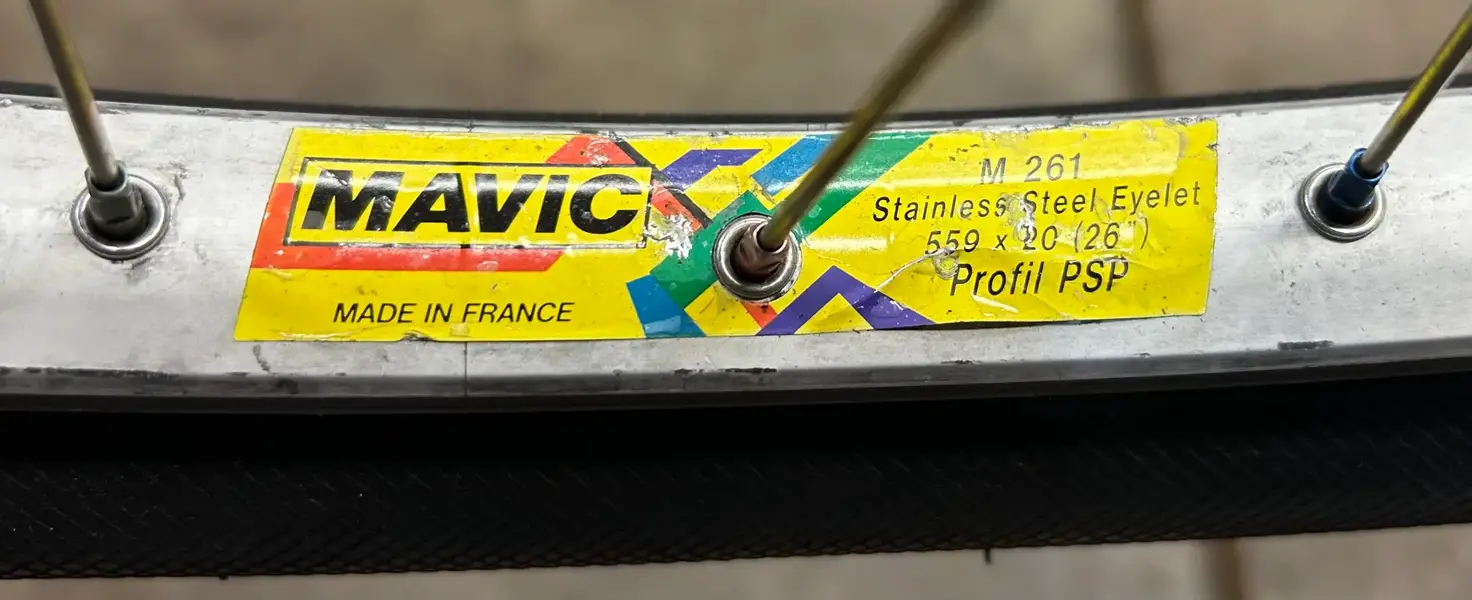 MAVIC
MADE IN FRANCE
M 261
Stainless Steel Eyelet
559 x 20 (26")
Profil PSP